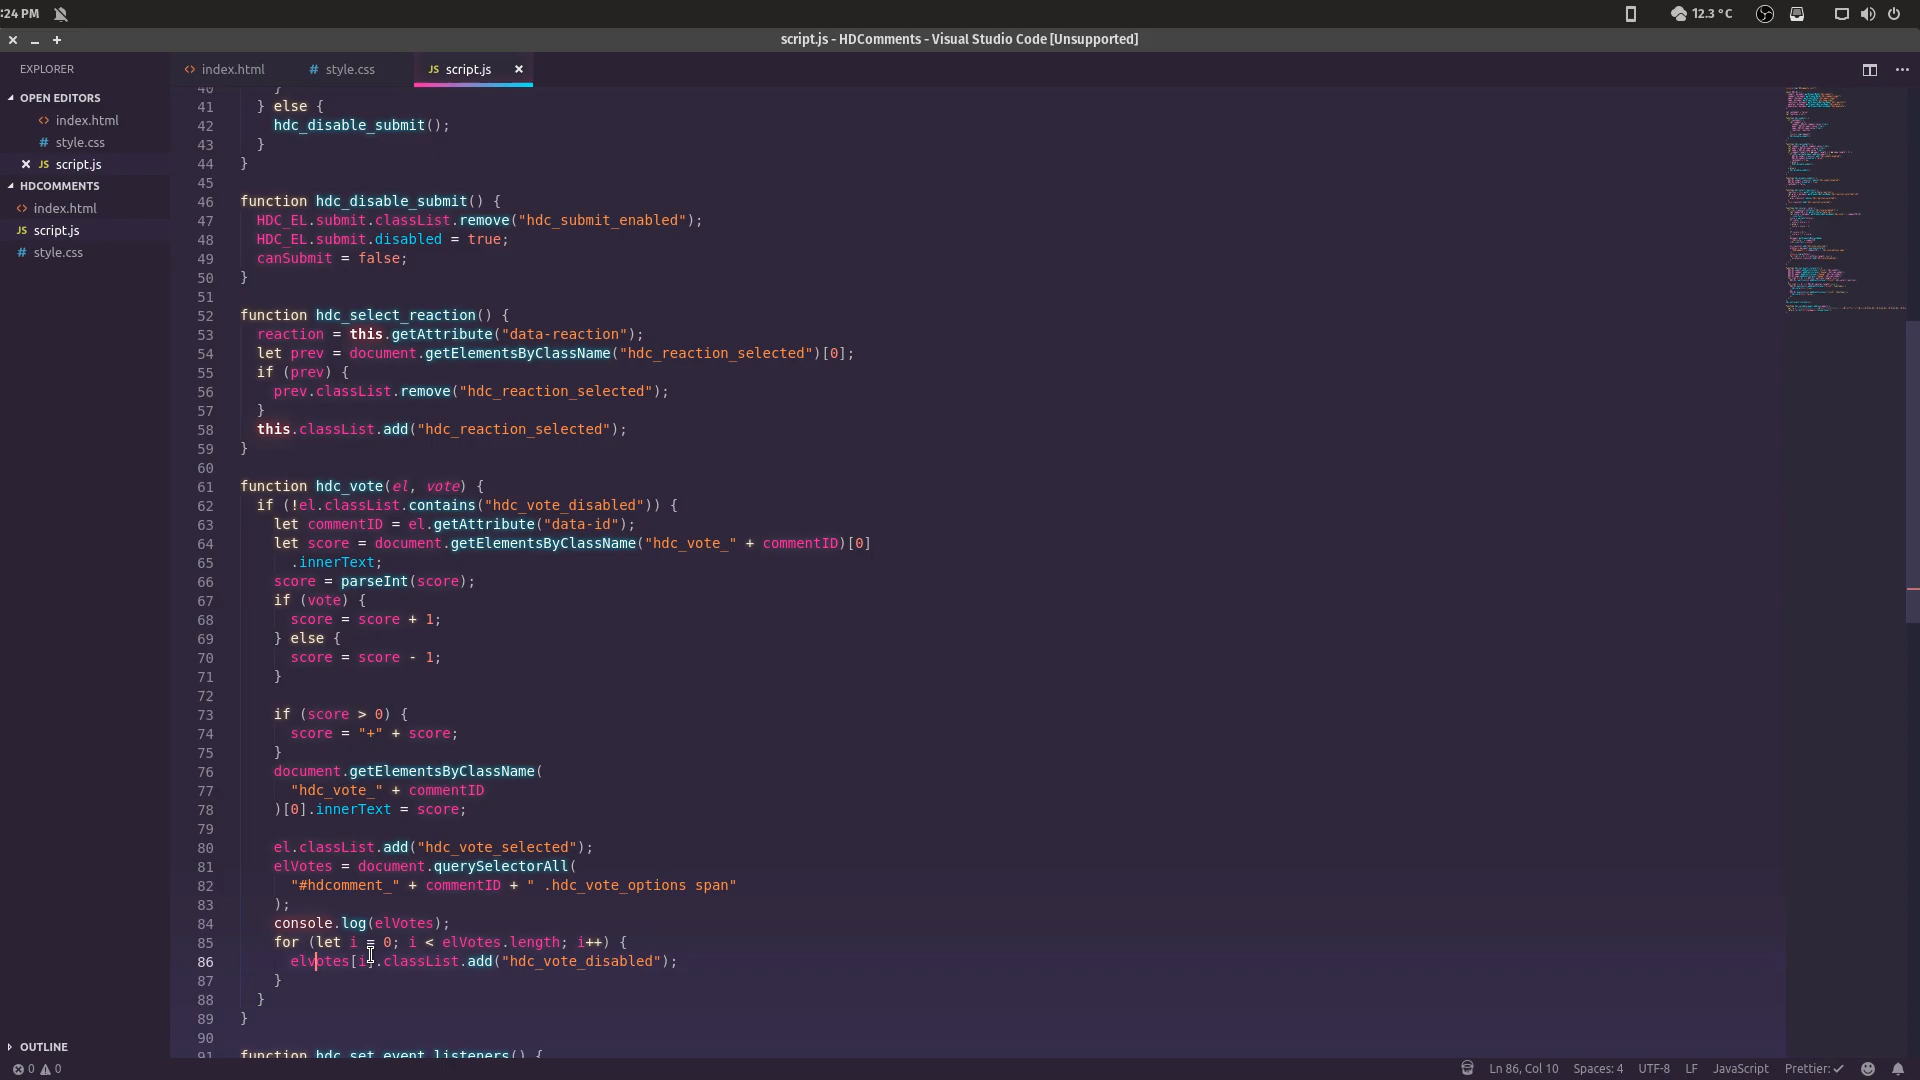 :24 PM
12.3 °C
script.js - HDComments - Visual Studio Code [Unsupported]
EXPLORER
index.html
style.css
JS script.js
OPEN EDITORS
index.html
style.css
JS script.js
HDCOMMENTS
index.html
JS script.js
style.css
OUTLINE
40 }
41 } else {
42 hdc_disable_submit();
43 }
44 }
45
46 function hdc_disable_submit() {
47 HDC_EL.submit.classList.remove("hdc_submit_enabled");
48 HDC_EL.submit.disabled = true;
49 canSubmit = false;
50 }
51
52 function hdc_select_reaction() {
53 reaction = this.getAttribute("data-reaction");
54 let prev = document.getElementsByClassName("hdc_reaction_selected")[0];
55 if (prev) {
56 prev.classList.remove("hdc_reaction_selected");
57 }
58 this.classList.add("hdc_reaction_selected");
59 }
60
61 function hdc_vote(el, vote) {
62 if (!el.classList.contains("hdc_vote_disabled")) {
63 let commentID = el.getAttribute("data-id");
64 let score = document.getElementsByClassName("hdc_vote_" + commentID)[0]
65 .innerText;
66 score = parseInt(score);
67 if (vote) {
68 score = score + 1;
69 } else {
70 score = score - 1;
71 }
72
73 if (score > 0) {
74 score = "+" + score;
75 }
76 document.getElementsByClassName(
77 "hdc_vote_" + commentID
78 )[0].innerText = score;
79
80 el.classList.add("hdc_vote_selected");
81 elVotes = document.querySelectorAll(
82 "#hdcomment_" + commentID + " .hdc_vote_options span"
83 );
84 console.log(elVotes);
85 for (let i = 0; i < elVotes.length; i++) {
86 elvotes[i].classList.add("hdc_vote_disabled");
87 }
88 }
89 }
90
91 function hdc_set_event_listeners() {
0 0
Ln 86, Col 10
Spaces: 4
UTF-8
LF
JavaScript
Prettier: ✓